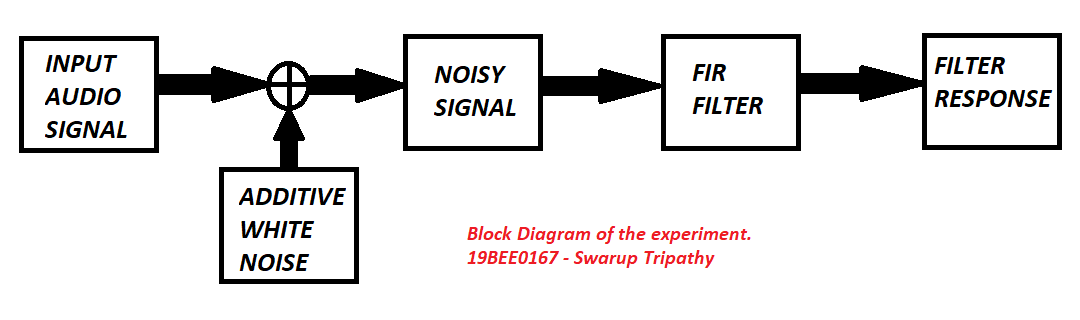 INPUT
AUDIO
SIGNAL
ADDITIVE
WHITE
NOISE
NOISY
SIGNAL
FIR
FILTER
FILTER
RESPONSE
Block Diagram of the experiment.
19BEE0167 - Swarup Tripathy